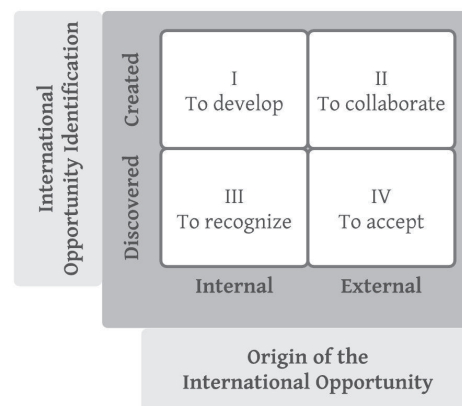 International
Opportunity Identification
Created
Discovered
I
To develop
II
To collaborate
III
To recognize
IV
To accept
Internal
External
Origin of the
International Opportunity